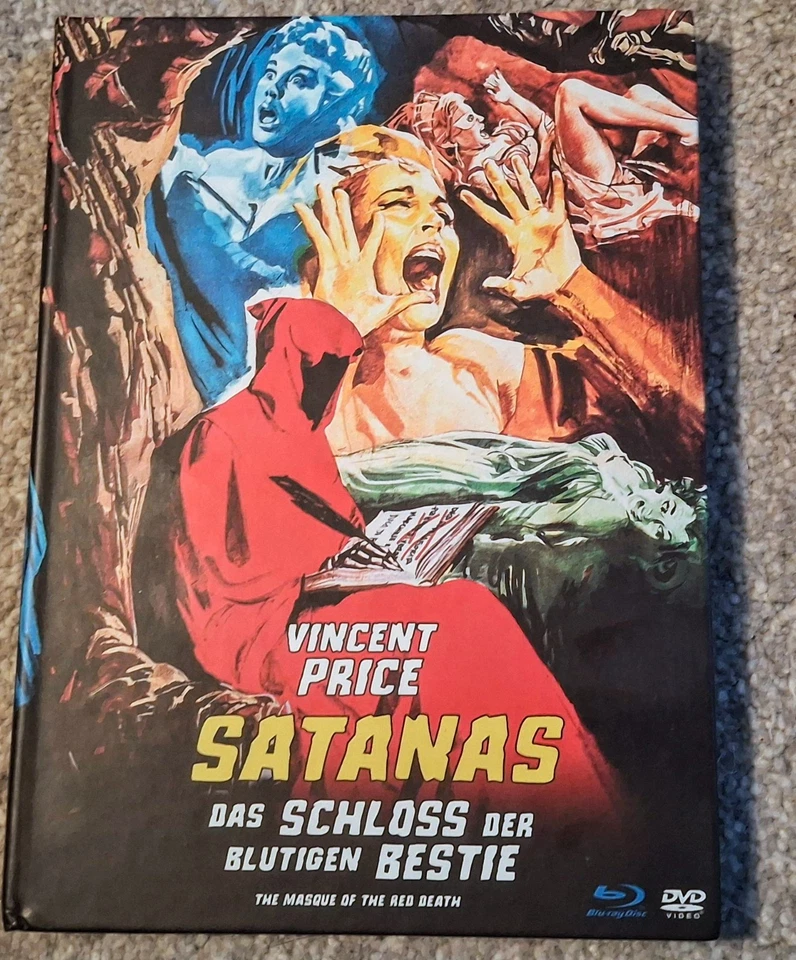 VINCENT
PRICE
SATANAS
DAS SCHLOSS DER
BLUTIGEN BESTIE
THE MASQUE OF THE RED DEATH
Blu-ray Disc
DVD
VIDEO